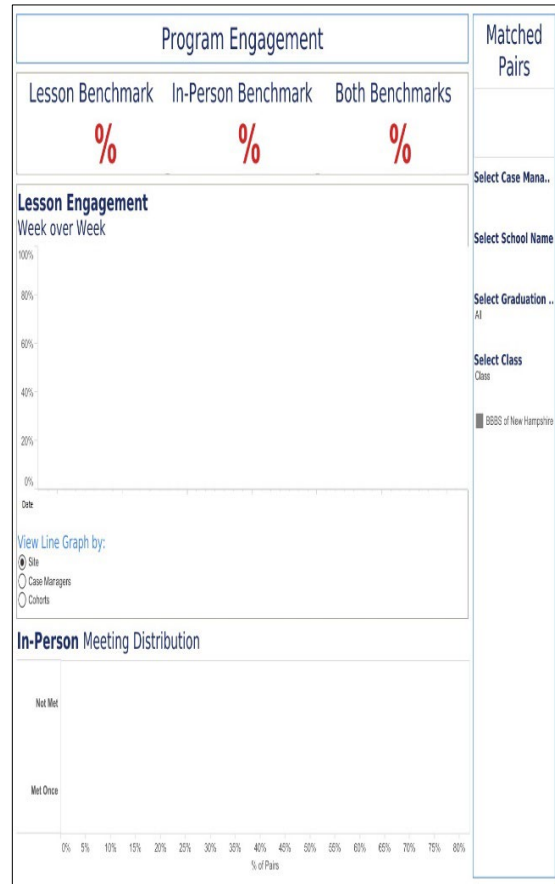 Program Engagement
Matched
Pairs
Lesson Benchmark
In-Person Benchmark
Both Benchmarks
%
%
%
Select Case Mana..
Select School Name
Select Graduation ..
All
Select Class
Class
BBBS of New Hampshire
Lesson Engagement
Week over Week
100%
80%
60%
40%
20%
0%
Date
View Line Graph by:
Site
Case Managers
Cohorts
In-Person Meeting Distribution
Not Met
Met Once
0% 5% 10% 15% 20% 25% 30% 35% 40% 45% 50% 55% 60% 65% 70% 75% 80%
% of Pairs